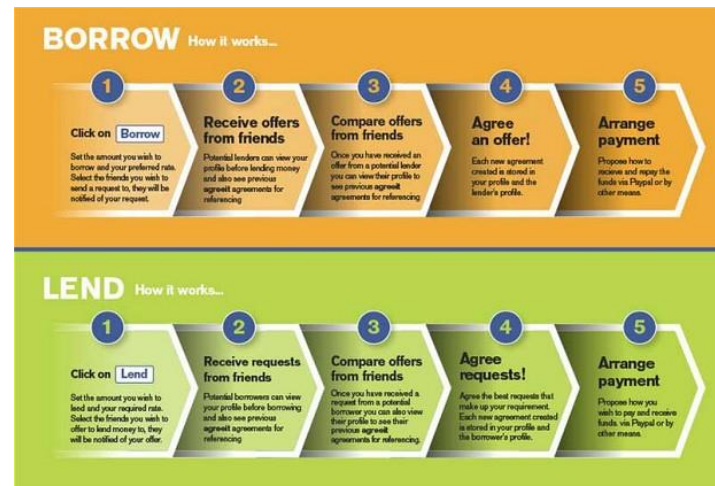 BORROW How it works...
1
Click on Borrow
Set the amount you wish to
borrow and your preferred rate.
Select the friends you wish to
send a request to, they will be
notified of your request.
2
Receive offers
from friends
Potential lenders can view your
profile before lending money
and also see previous
agreeit agreements for
referencing
3
Compare offers
from friends
Once you have received an
offer from a potential lender
you can view their profile to
see previous agreeit
agreements for referencing
4
Agree
an offer!
Each new agreement
created is stored in
your profile and the
lender's profile.
5
Arrange
payment
Propose how to
recieve and repay the
funds via Paypal or by
other means.
LEND How it works...
1
Click on Lend
Set the amount you wish to
lend and your required rate.
Select the friends you wish to
offer to lend money to, they
will be notified of your offer.
2
Receive requests
from friends
Potential borrowers can view
your profile before borrowing
and also see previous
agreeit agreements for
referencing
3
Compare offers
from friends
Once you have received a
request from a potential
borrower you can also view
their profile to see their
previous agreeit
agreements for referencing.
4
Agree
requests!
Agree the best requests that
make up your requirement.
Each new agreement created
is stored in your profile and
the borrower's profile.
5
Arrange
payment
Propose how you
wish to pay and receive
funds. via Paypal or by
other means.